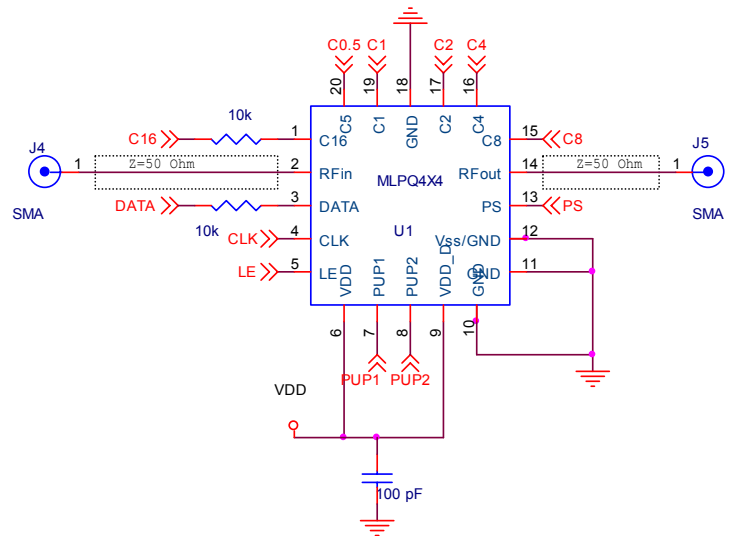 C0.5 C1 C2 C4
20 19 18 17 16
C5 C1 GND C2 C4
10k
C16 1 C16 C8 15 C8
J4 J5
1 Z=50 Ohm 2 RFin RFout 14 Z=50 Ohm 1
MLPQ4X4
SMA SMA
DATA 3 DATA PS 13 PS
10k
U1
CLK 4 CLK Vss/GND 12
LE 5 LE GND 11
VDD PUP1 PUP2 VDD_D GND
6 7 8 9 10
PUP1 PUP2
VDD
100 pF